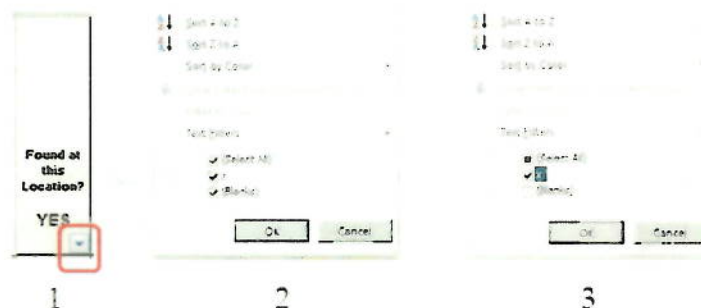 Found at
this
Location?
YES
1
Sort A to Z
Sort Z to A
Sort by Color
Text Filters
(Select All)
(Blanks)
Ok
Cancel
2
Sort A to Z
Sort Z to A
Sort by Color
Text Filters
(Select All)
(Blanks)
OK
Cancel
3